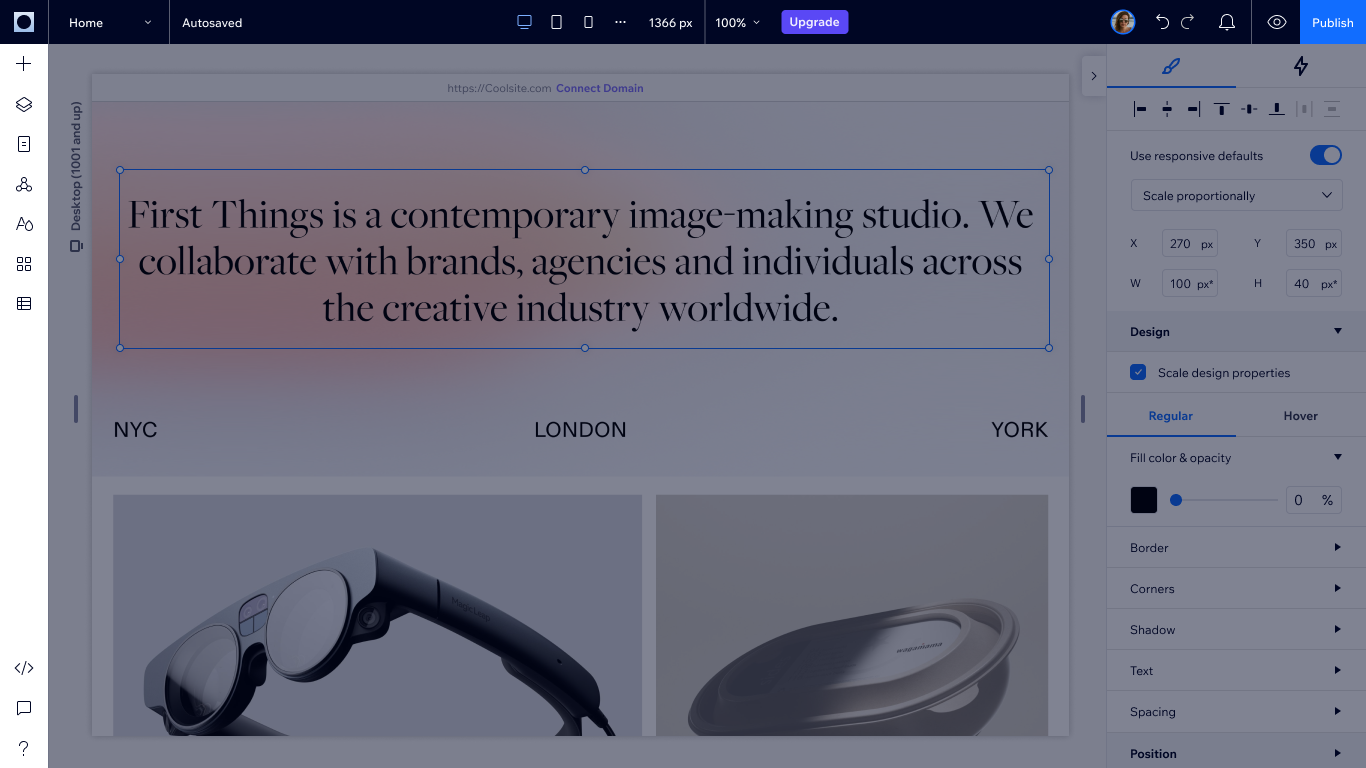 Home
Autosaved
1366 px
100%
Upgrade
Publish
https://Coolsite.com Connect Domain
Desktop (1001 and up)
First Things is a contemporary image-making studio. We
collaborate with brands, agencies and individuals across
the creative industry worldwide.
NYC
LONDON
YORK
Magic Leap
wagamama
Use responsive defaults
Scale proportionally
X 270 px Y 350 px
W 100 px* H 40 px*
Design
Scale design properties
Regular Hover
Fill color & opacity
0 %
Border
Corners
Shadow
Text
Spacing
Position